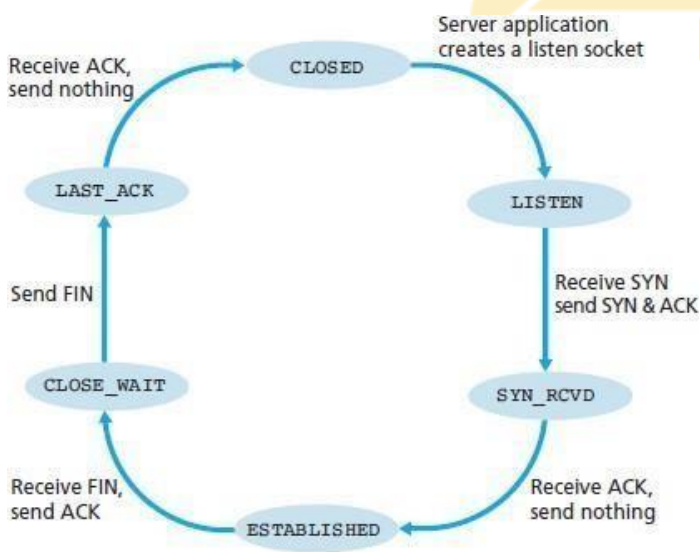 Server application
creates a listen socket
CLOSED
Receive ACK,
send nothing
LAST_ACK
LISTEN
Send FIN
Receive SYN
send SYN & ACK
CLOSE_WAIT
SYN_RCVD
Receive FIN,
send ACK
Receive ACK,
send nothing
ESTABLISHED